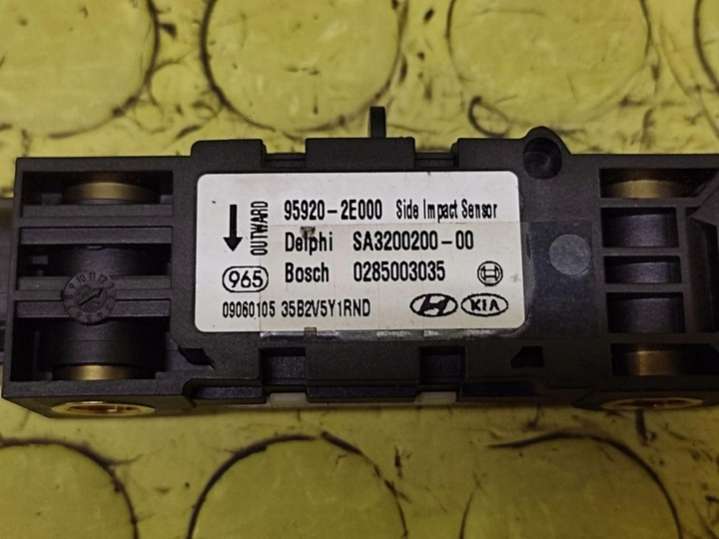 OUTWARD
95920-2E000 Side Impact Sensor
Delphi SA3200200-00
965 Bosch 0285003035
09060105 35B2V5Y1RND KIA